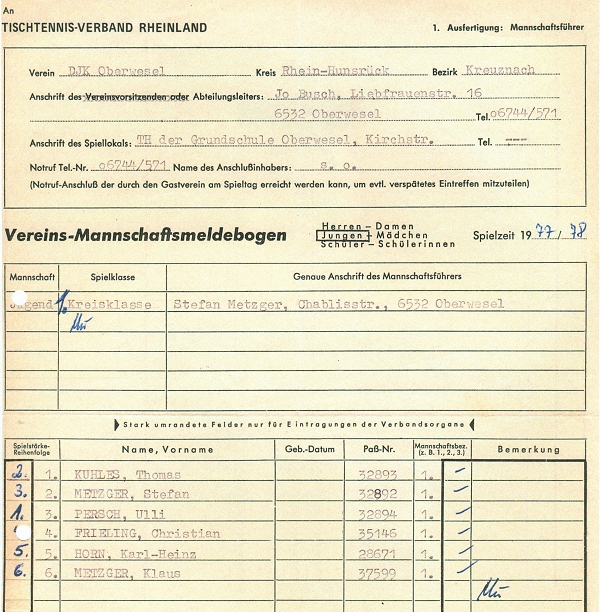 An
TISCHTENNIS-VERBAND RHEINLAND
1. Ausfertigung: Mannschaftsführer
Verein DJK Oberwesel Kreis Rhein-Hunsrück Bezirk Kreuznach
Anschrift des Vereinsvorsitzenden oder Abteilungsleiters: Jo Busch, Liebfrauenstr. 16
6532 Oberwesel Tel. o6744/571
Anschrift des Spiellokals: TH der Grundschule Oberwesel, Kirchstr. Tel. ----
Notruf Tel.-Nr. o6744/571 Name des Anschlußinhabers: s. o.
(Notruf-Anschluß der durch den Gastverein am Spieltag erreicht werden kann, um evtl. verspätetes Eintreffen mitzuteilen)
Vereins-Mannschaftsmeldebogen
Herren – Damen
Jungen – Mädchen
Schüler – Schülerinnen
Spielzeit 19 77 / 78
Mannschaft Spielklasse Genaue Anschrift des Mannschaftsführers
Jugend 1. Kreisklasse Stefan Metzger, Chablisstr., 6532 Oberwesel
Stark umrandete Felder nur für Eintragungen der Verbandsorgane
Spielstärke-Reihenfolge Name, Vorname Geb.-Datum Paß-Nr. Mannschaftsbez. (z. B. 1., 2., 3.) Bemerkung
2. 1. KUHLES, Thomas 32893 1. –
3. 2. METZGER, Stefan 32892 1. –
1. 3. PERSCH, Ulli 32894 1. –
4. FRIELING, Christian 35146 1. –
5. 5. HORN, Karl-Heinz 28671 1. –
6. 6. METZGER, Klaus 37599 1. –